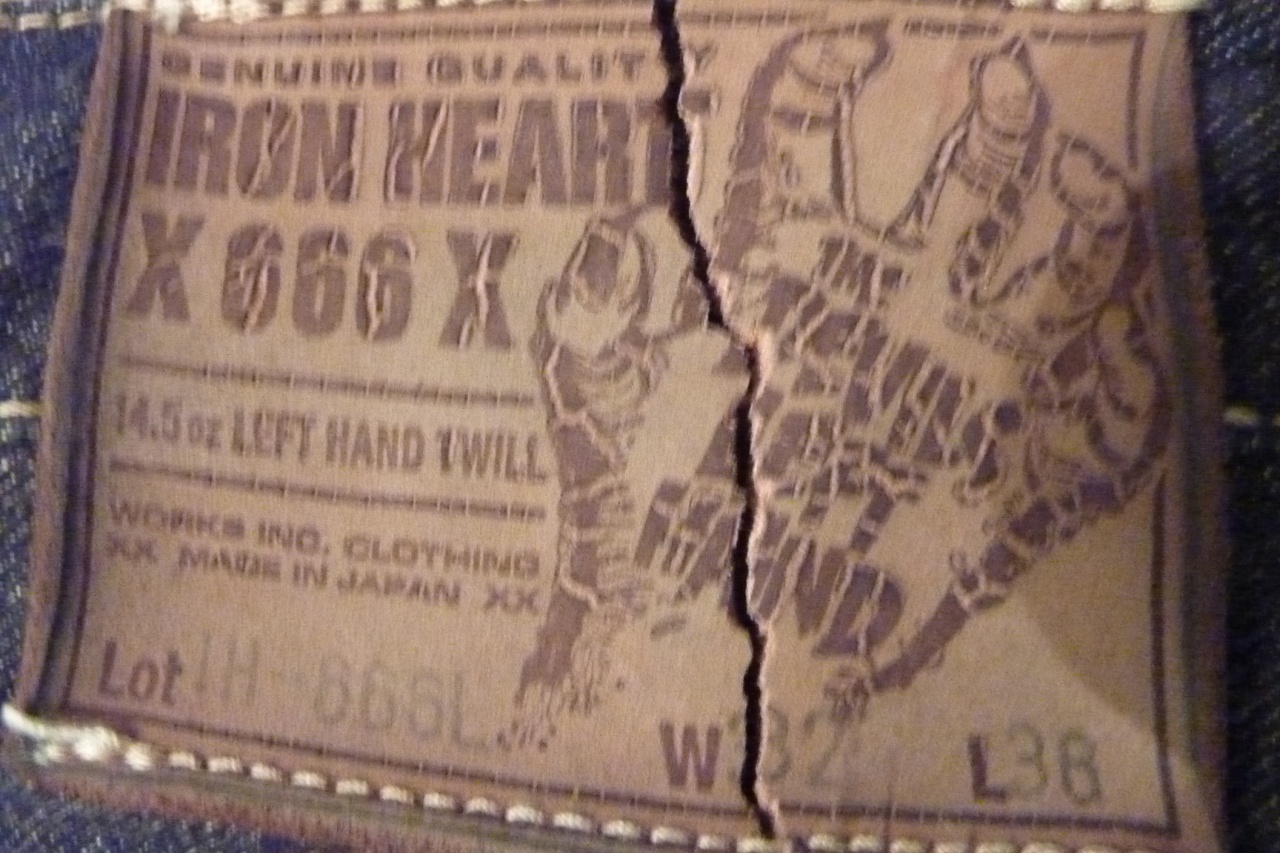 GENUINE QUALITY
IRON HEART
X 666 X
14.5 oz LEFT HAND TWILL
WORKS INC. CLOTHING
XX MADE IN JAPAN XX
Lot IH-666L
W32 L36
THE
LEFT
HAND